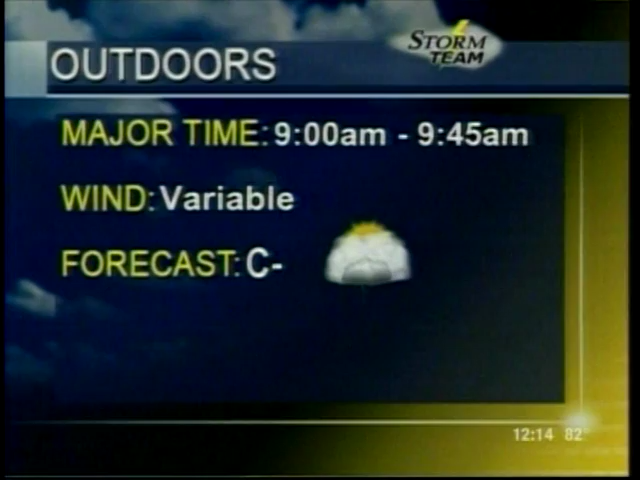 STORM
TEAM
OUTDOORS
MAJOR TIME: 9:00am - 9:45am
WIND: Variable
FORECAST: C-
12:14 82